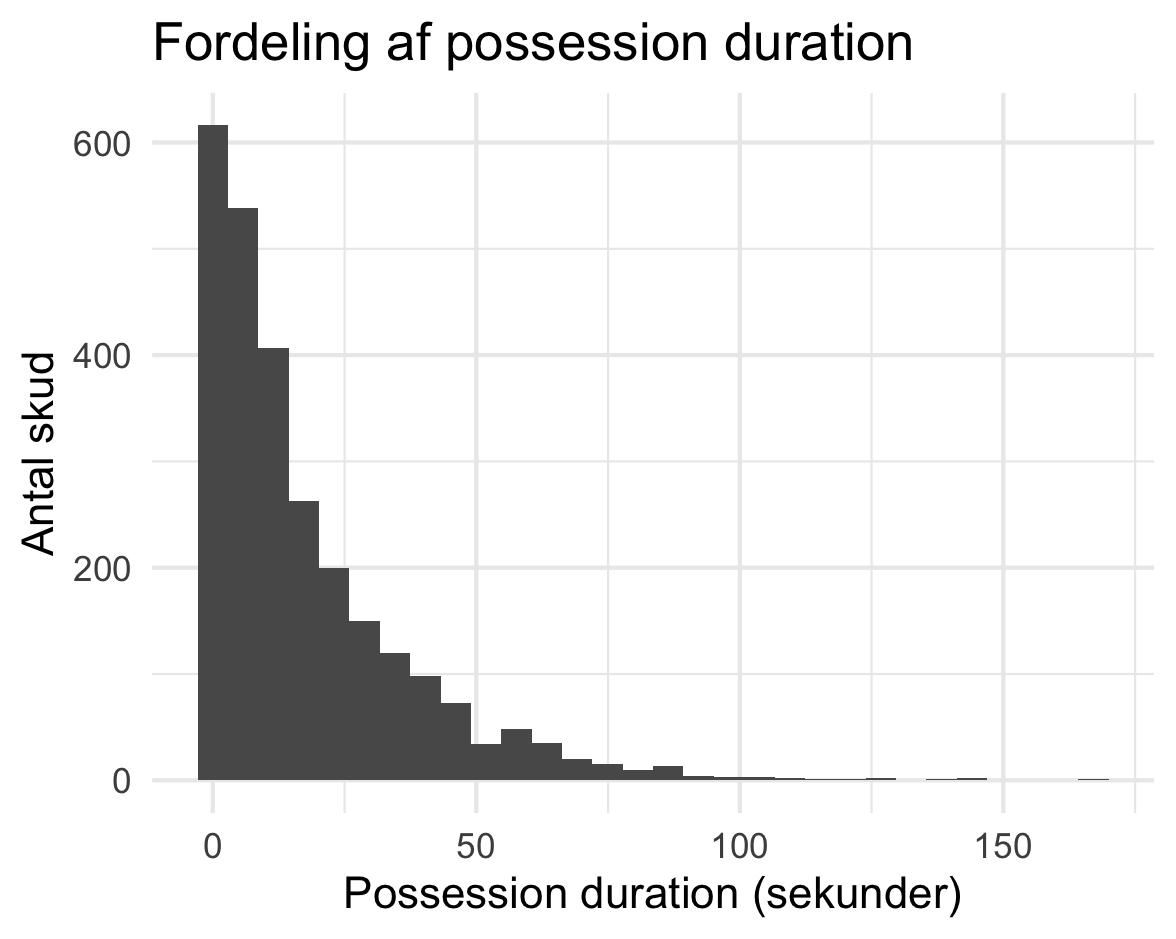 Fordeling af possession duration
600
400
200
0
Antal skud
0 50 100 150
Possession duration (sekunder)